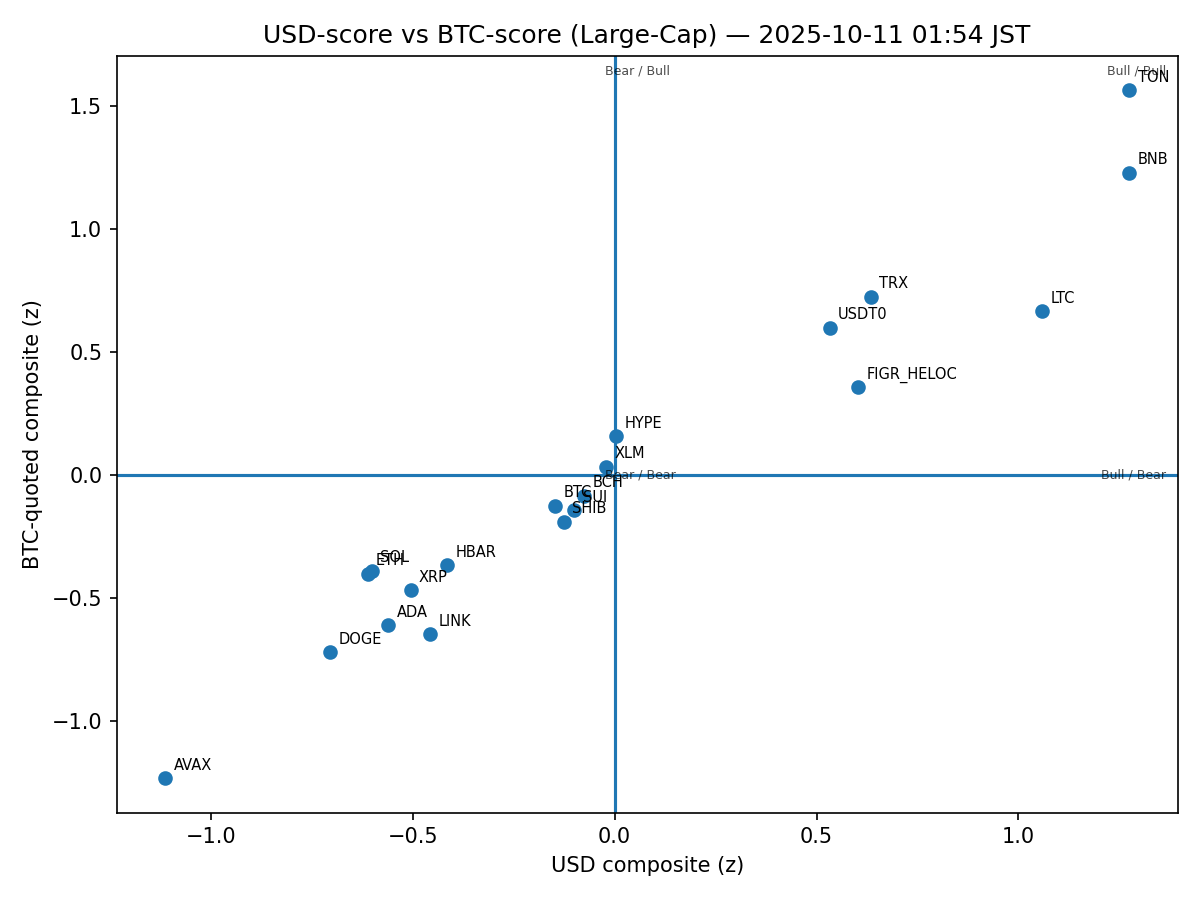 USD-score vs BTC-score (Large-Cap) — 2025-10-11 01:54 JST
Bear / Bull
Bull / Bull
TON
BNB
TRX
LTC
USDT0
FIGR_HELOC
HYPE
XLM
Bear / Bear
Bull / Bear
BCH
BTC
SUI
SHIB
SOL
ETH
HBAR
XRP
ADA
LINK
DOGE
AVAX
1.5
1.0
0.5
0.0
−0.5
−1.0
BTC-quoted composite (z)
−1.0
−0.5
0.0
0.5
1.0
USD composite (z)